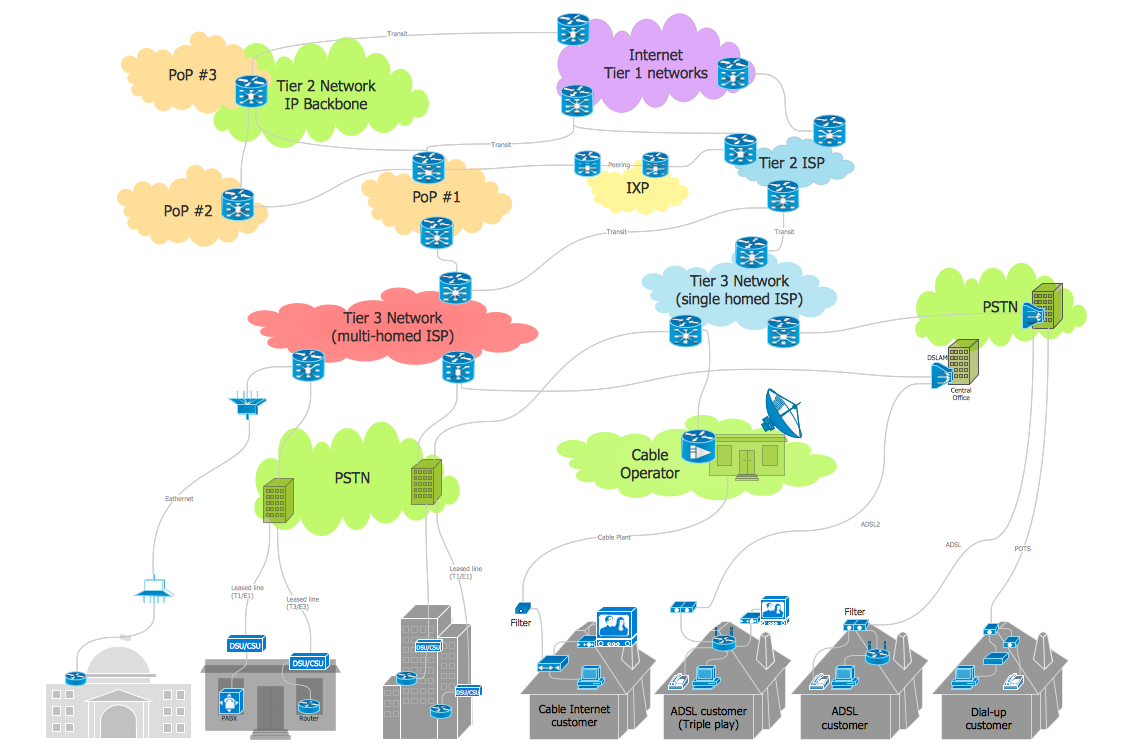 Transit
Internet
Tier 1 networks
PoP #3
Tier 2 Network
IP Backbone
Transit
Peering
Tier 2 ISP
IXP
PoP #1
PoP #2
Transit
Transit
Tier 3 Network
(single homed ISP)
PSTN
Tier 3 Network
(multi-homed ISP)
DSLAM
Central
Office
Cable
Operator
PSTN
Eathernet
ADSL2
Cable Plant
ADSL
POTS
Leased line
(T1/E1)
Leased line
(T1/E1)
Leased line
(T3/E3)
Filter
Filter
DSU/CSU
DSU/CSU
DSU/CSU
DSU/CSU
PABX
Router
Cable Internet
customer
ADSL customer
(Triple play)
ADSL
customer
Dial-up
customer